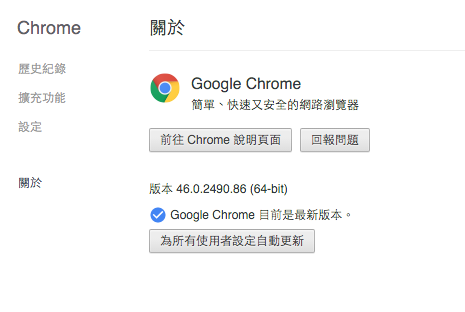 Chrome
歷史紀錄
擴充功能
設定
關於
關於
Google Chrome
簡單、快速又安全的網路瀏覽器
前往 Chrome 說明頁面
回報問題
版本 46.0.2490.86 (64-bit)
Google Chrome 目前是最新版本。
為所有使用者設定自動更新